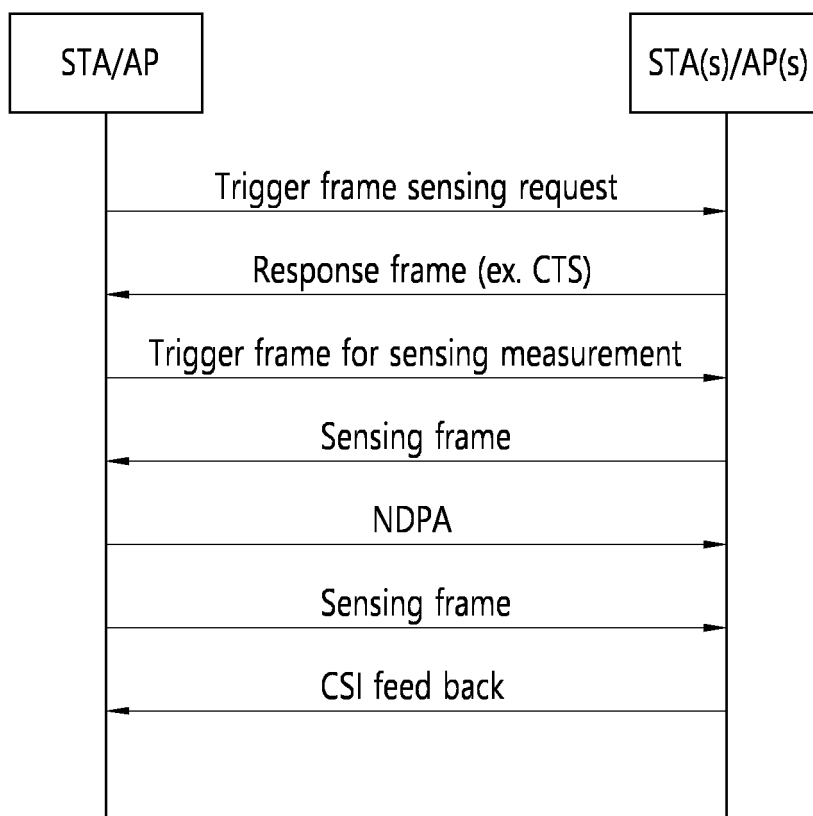 STA/AP
STA(s)/AP(s)
Trigger frame sensing request
Response frame (ex. CTS)
Trigger frame for sensing measurement
Sensing frame
NDPA
Sensing frame
CSI feed back